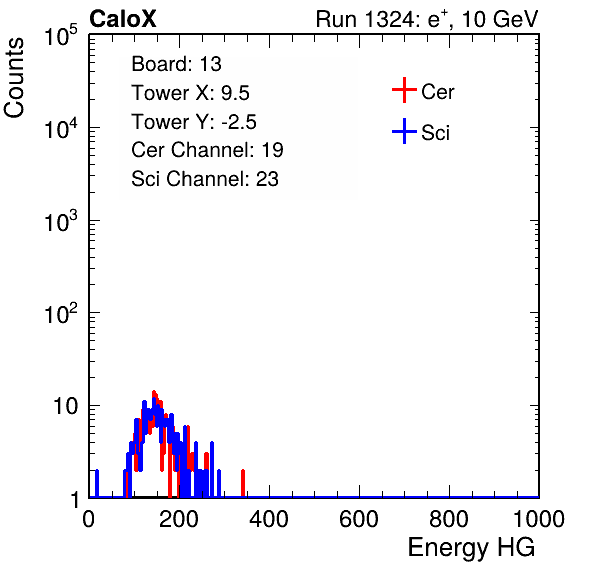 CaloX Run 1324: e⁺, 10 GeV
Counts
Board: 13
Tower X: 9.5
Tower Y: -2.5
Cer Channel: 19
Sci Channel: 23
Cer
Sci
10⁵
10⁴
10³
10²
10
1
0 200 400 600 800 1000
Energy HG